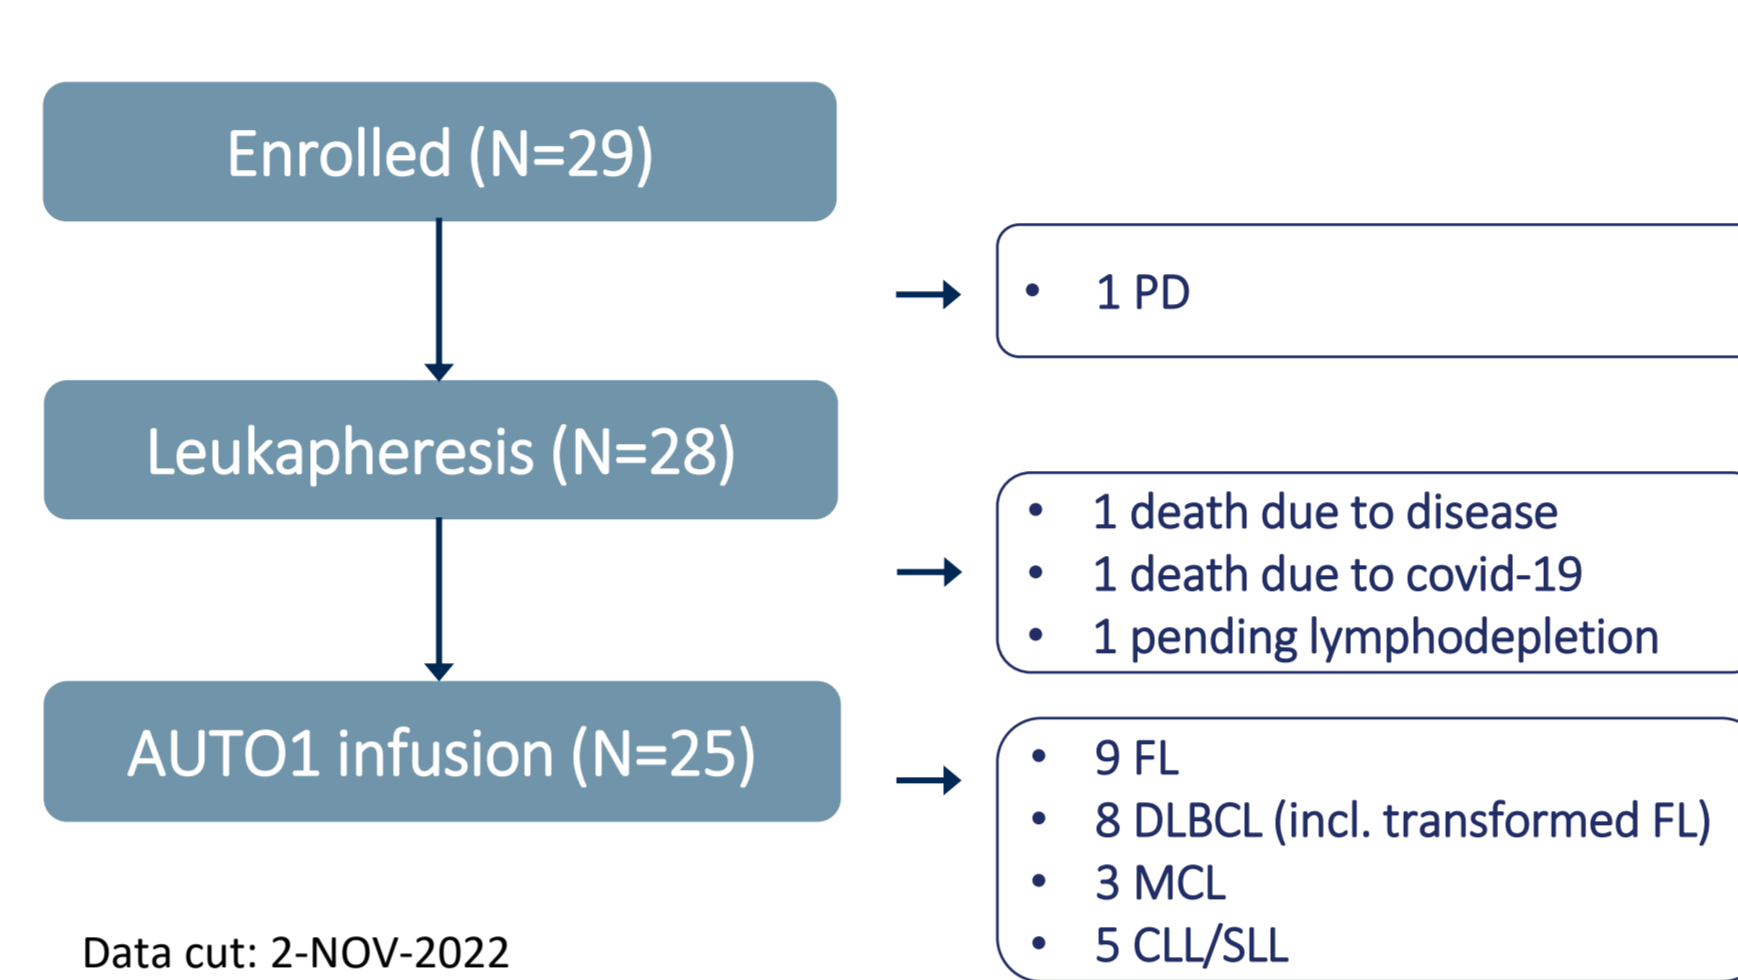 Enrolled (N=29)
• 1 PD
Leukapheresis (N=28)
• 1 death due to disease
• 1 death due to covid-19
• 1 pending lymphodepletion
AUTO1 infusion (N=25)
• 9 FL
• 8 DLBCL (incl. transformed FL)
• 3 MCL
• 5 CLL/SLL
Data cut: 2-NOV-2022